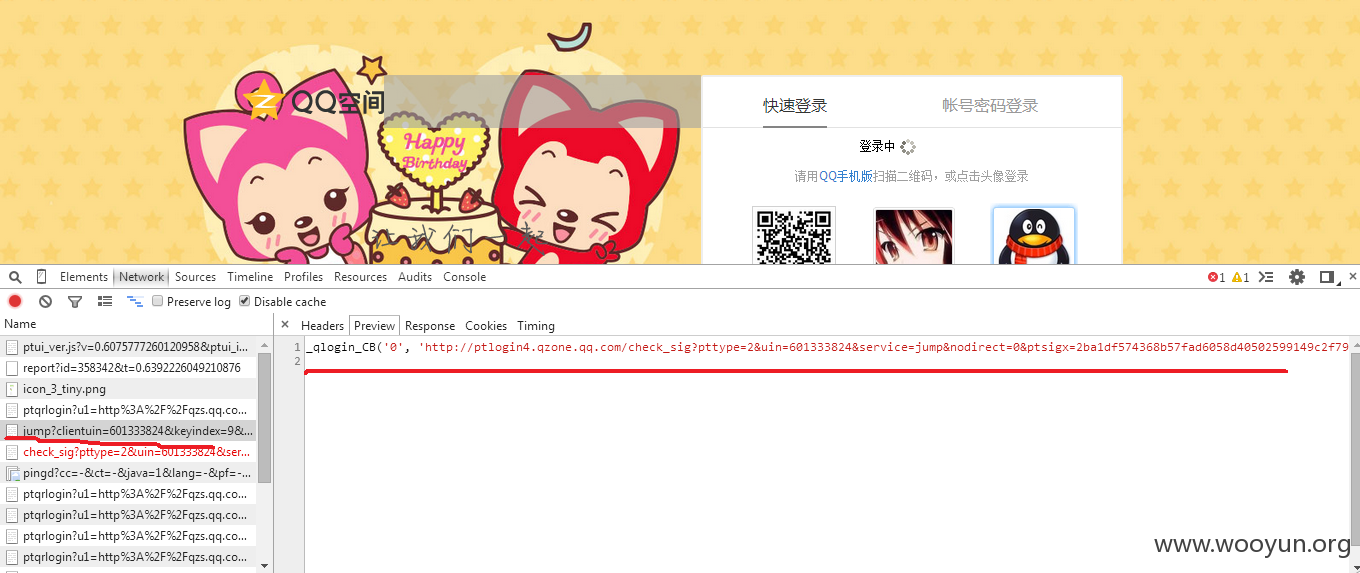 QQ空间
Happy
Birthday
让我们一起
快速登录
帐号密码登录
登录中
请用QQ手机版扫描二维码，或点击头像登录
Elements Network Sources Timeline Profiles Resources Audits Console
1 1
Preserve log Disable cache
Name
Headers Preview Response Cookies Timing
ptui_ver.js?v=0.6075777260120958&ptui_i...
report?id=358342&t=0.6392226049210876
icon_3_tiny.png
ptqrlogin?u1=http%3A%2F%2Fqzs.qq.co...
jump?clientuin=601333824&keyindex=9&...
check_sig?pttype=2&uin=601333824&ser...
pingd?cc=-&ct=-&java=1&lang=-&pf=-...
ptqrlogin?u1=http%3A%2F%2Fqzs.qq.co...
ptqrlogin?u1=http%3A%2F%2Fqzs.qq.co...
ptqrlogin?u1=http%3A%2F%2Fqzs.qq.co...
ptqrlogin?u1=http%3A%2F%2Fqzs.qq.co...
1 _qlogin_CB('0', 'http://ptlogin4.qzone.qq.com/check_sig?pttype=2&uin=601333824&service=jump&nodirect=0&ptsigx=2ba1df574368b57fad6058d40502599149c2f79
2
www.wooyun.org